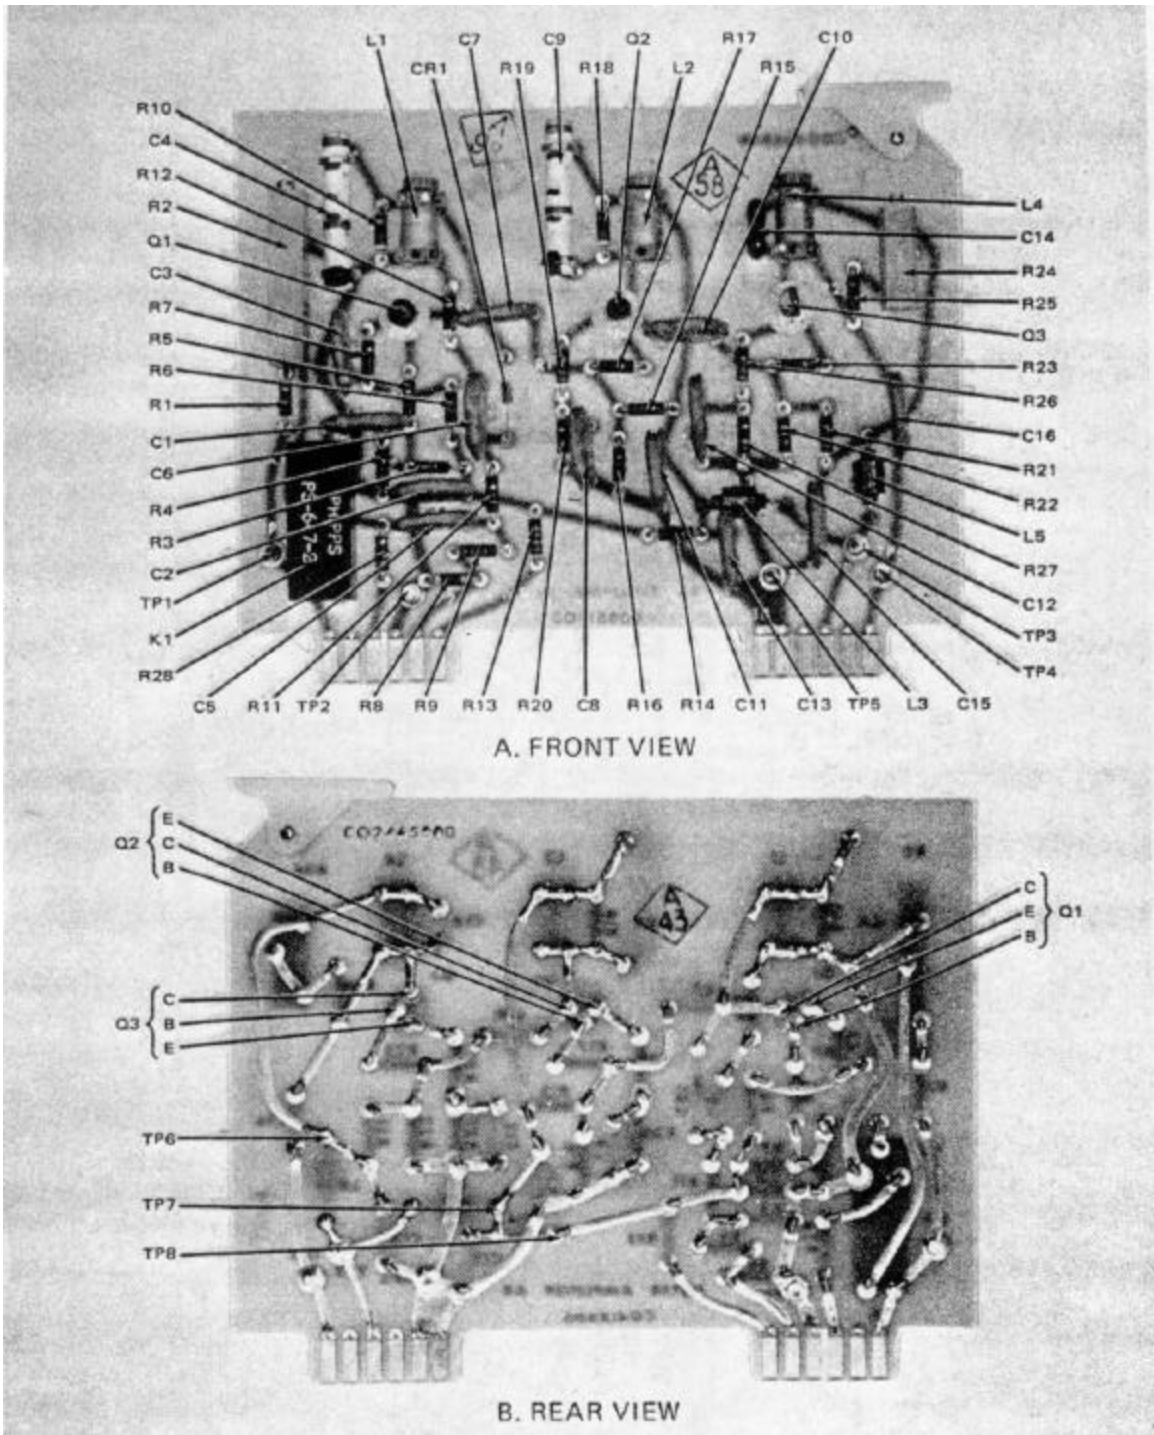 L1 C7 C9 Q2 R17 C10
CR1 R19 R18 L2 R15
R10
C4
R12
R2
Q1
C3
R7
R5
R6
R1
C1
C6
R4
R3
C2
TP1
K1
R28
A
58
L4
C14
R24
R25
Q3
R23
R26
C16
R21
R22
L5
R27
C12
TP3
TP4
C5 R11 TP2 R8 R9 R13 R20 C8 R16 R14 C11 C13 TP5 L3 C15
A. FRONT VIEW
Q2
E
C
B
A
43
C
E
B
Q1
Q3
C
B
E
TP6
TP7
TP8
B. REAR VIEW